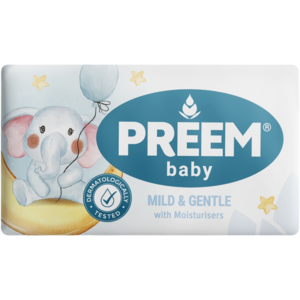 PREEM®
baby
MILD & GENTLE
with Moisturisers
DERMATOLOGICALLY
TESTED